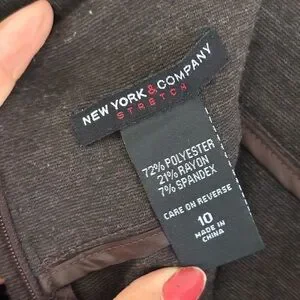 NEW YORK & COMPANY
STRETCH
72% POLYESTER
21% RAYON
7% SPANDEX
CARE ON REVERSE
10
MADE IN
CHINA